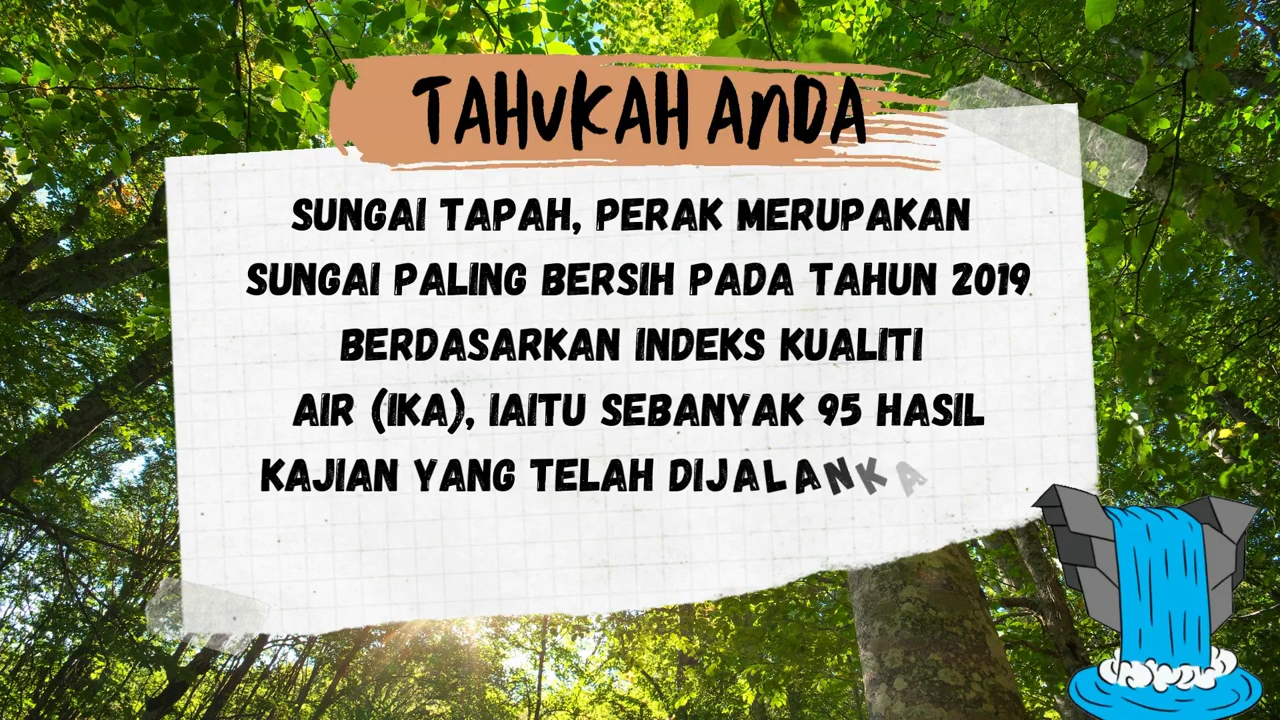 TAHUKAH ANDA
SUNGAI TAPAH, PERAK MERUPAKAN
SUNGAI PALING BERSIH PADA TAHUN 2019
BERDASARKAN INDEKS KUALITI
AIR (IKA), IAITU SEBANYAK 95 HASIL
KAJIAN YANG TELAH DIJALANKA